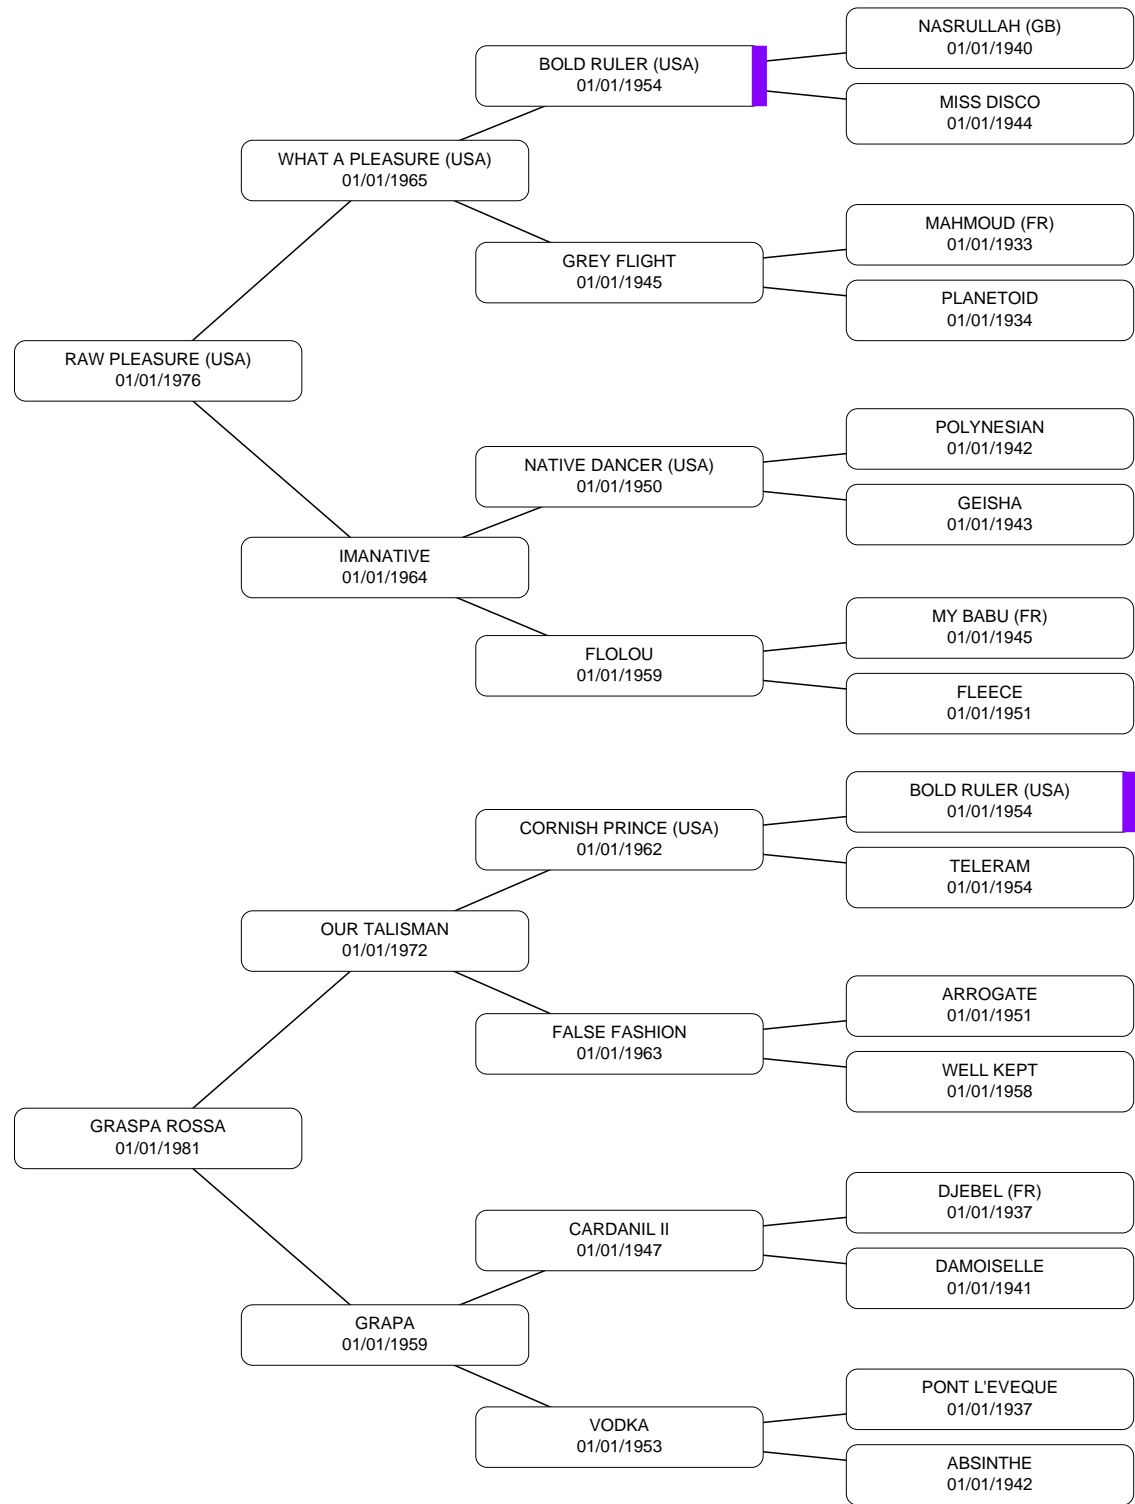 NASRULLAH (GB)
01/01/1940
BOLD RULER (USA)
01/01/1954
MISS DISCO
01/01/1944
WHAT A PLEASURE (USA)
01/01/1965
MAHMOUD (FR)
01/01/1933
GREY FLIGHT
01/01/1945
PLANETOID
01/01/1934
RAW PLEASURE (USA)
01/01/1976
POLYNESIAN
01/01/1942
NATIVE DANCER (USA)
01/01/1950
GEISHA
01/01/1943
IMANATIVE
01/01/1964
MY BABU (FR)
01/01/1945
FLOLOU
01/01/1959
FLEECE
01/01/1951
BOLD RULER (USA)
01/01/1954
CORNISH PRINCE (USA)
01/01/1962
TELERAM
01/01/1954
OUR TALISMAN
01/01/1972
ARROGATE
01/01/1951
FALSE FASHION
01/01/1963
WELL KEPT
01/01/1958
GRASPA ROSSA
01/01/1981
DJEBEL (FR)
01/01/1937
CARDANIL II
01/01/1947
DAMOISELLE
01/01/1941
GRAPA
01/01/1959
PONT L'EVEQUE
01/01/1937
VODKA
01/01/1953
ABSINTHE
01/01/1942